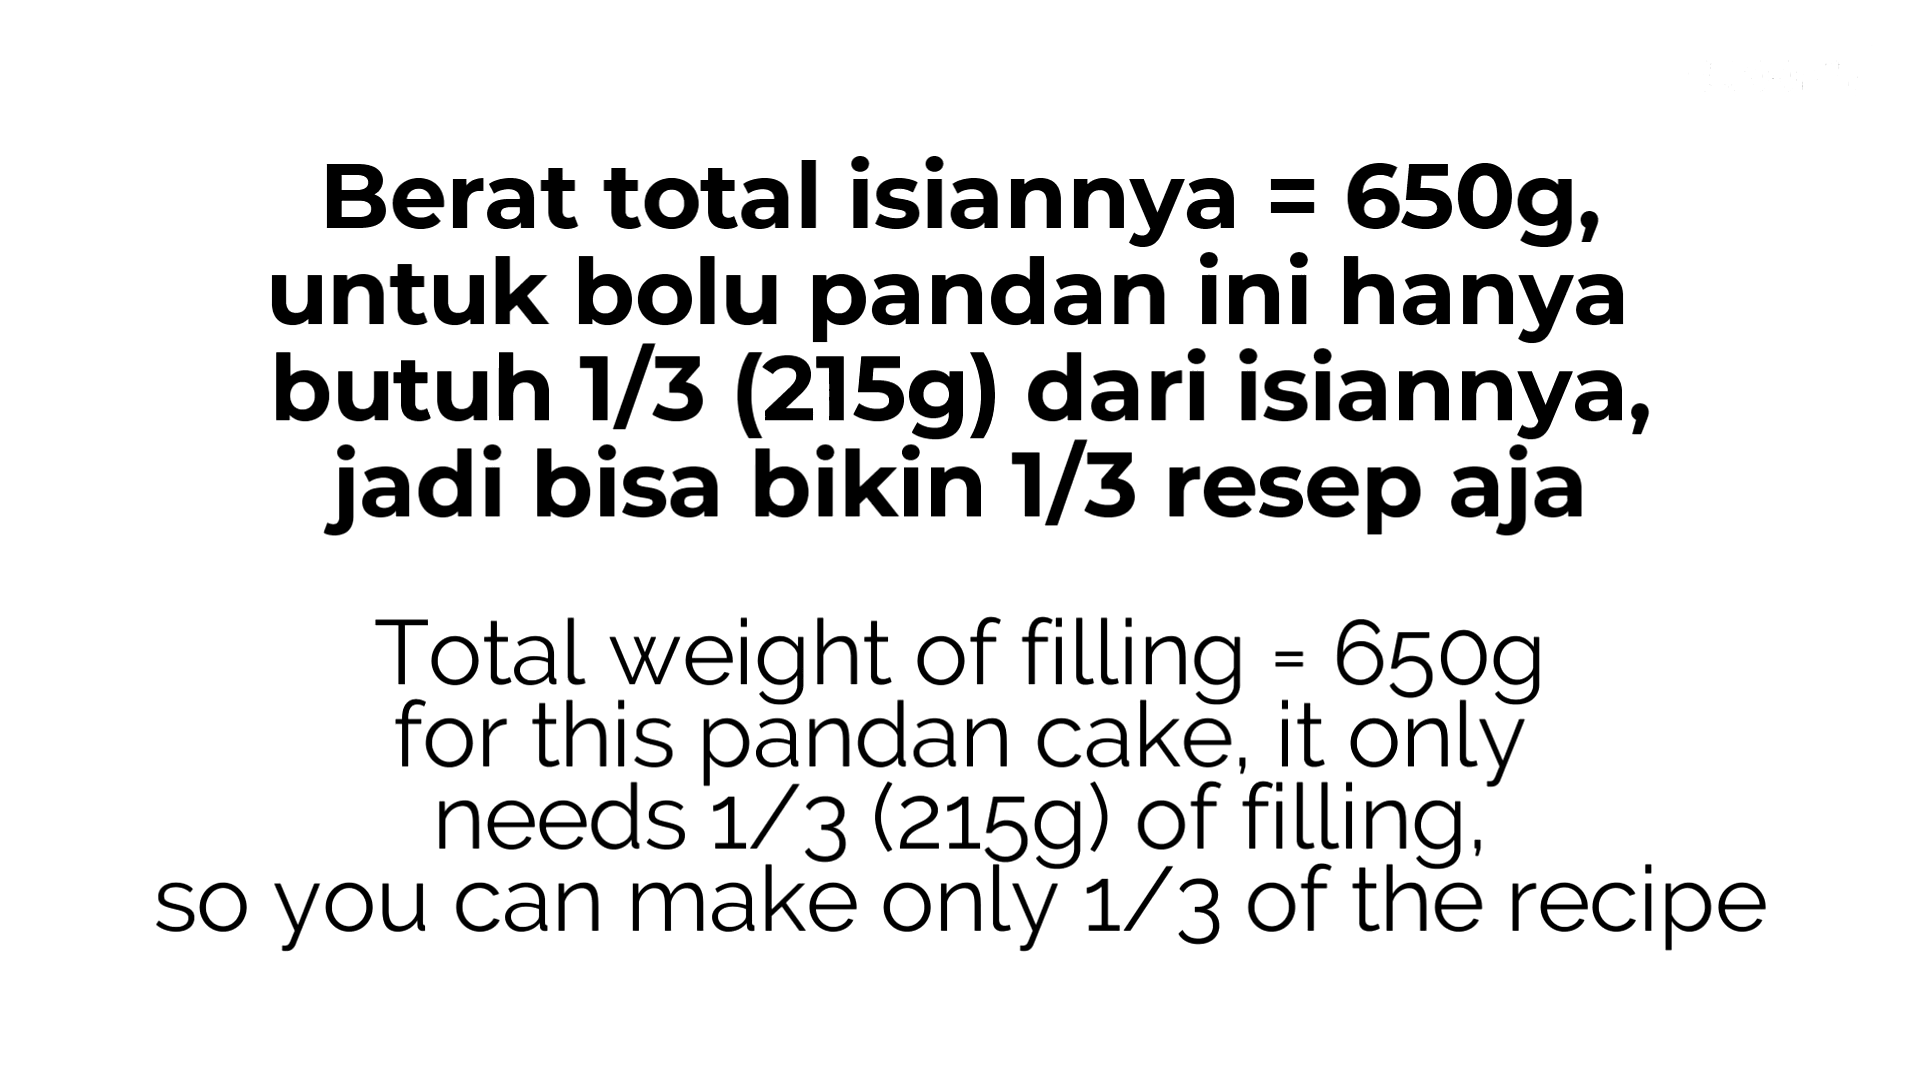 Berat total isiannya = 650g,
untuk bolu pandan ini hanya
butuh 1/3 (215g) dari isiannya,
jadi bisa bikin 1/3 resep aja
Total weight of filling = 650g
for this pandan cake, it only
needs 1/3 (215g) of filling,
so you can make only 1/3 of the recipe